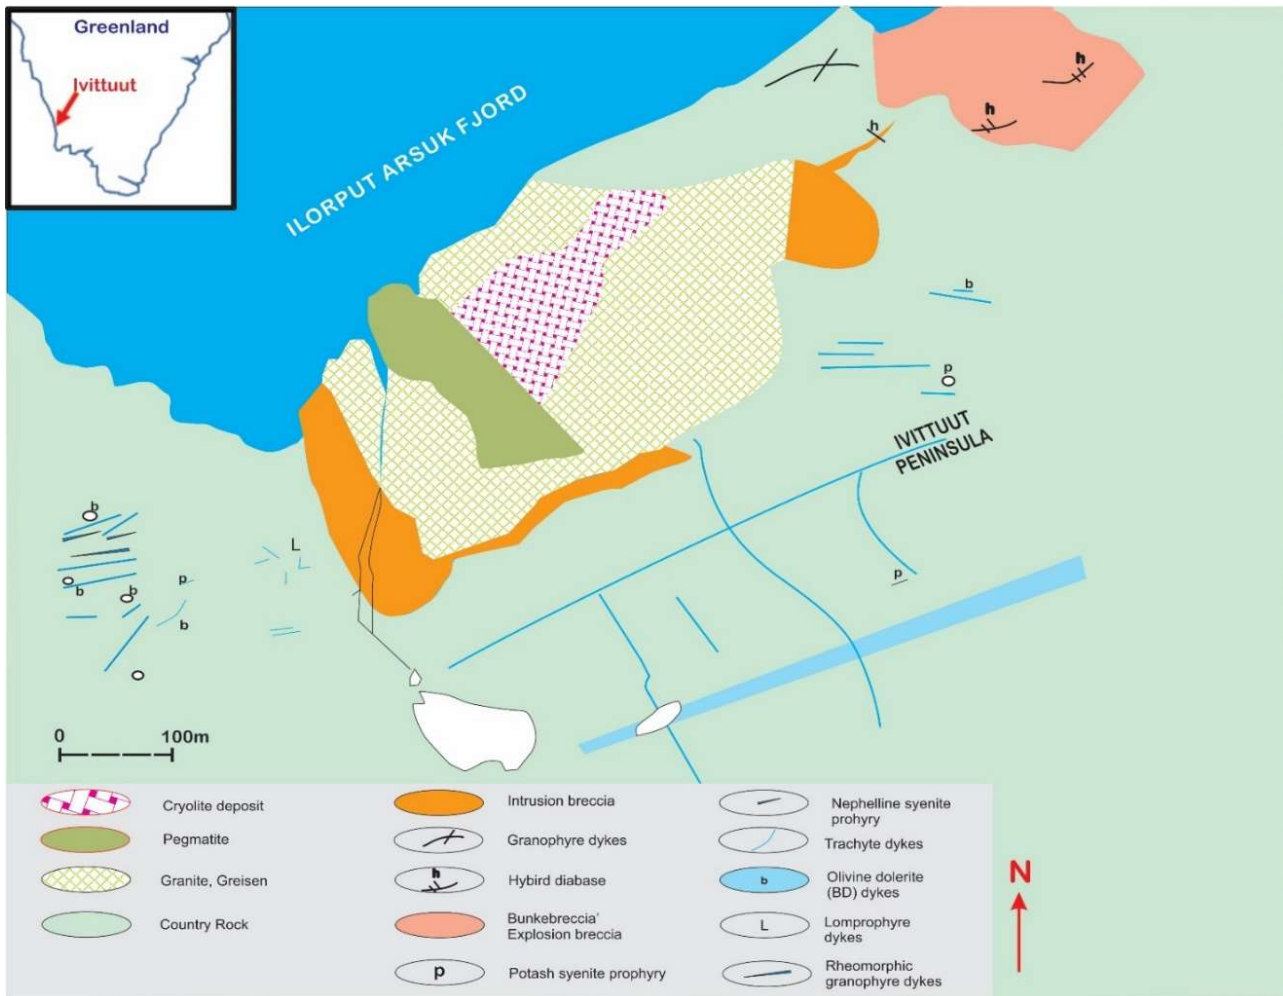 Greenland
Ivittuut
ILORPUT ARSUK FJORD
h
h
h
b
p
IVITTUUT
PENINSULA
b
L
p
b
b
b
p
0 100m
N
Cryolite deposit
Pegmatite
Granite, Greisen
Country Rock
Intrusion breccia
Granophyre dykes
h
Hybird diabase
Bunkebreccia'
Explosion breccia
p
Potash syenite prophyry
Nephelline syenite
prohyry
Trachyte dykes
b
Olivine dolerite
(BD) dykes
L
Lomprophyre
dykes
Rheomorphic
granophyre dykes